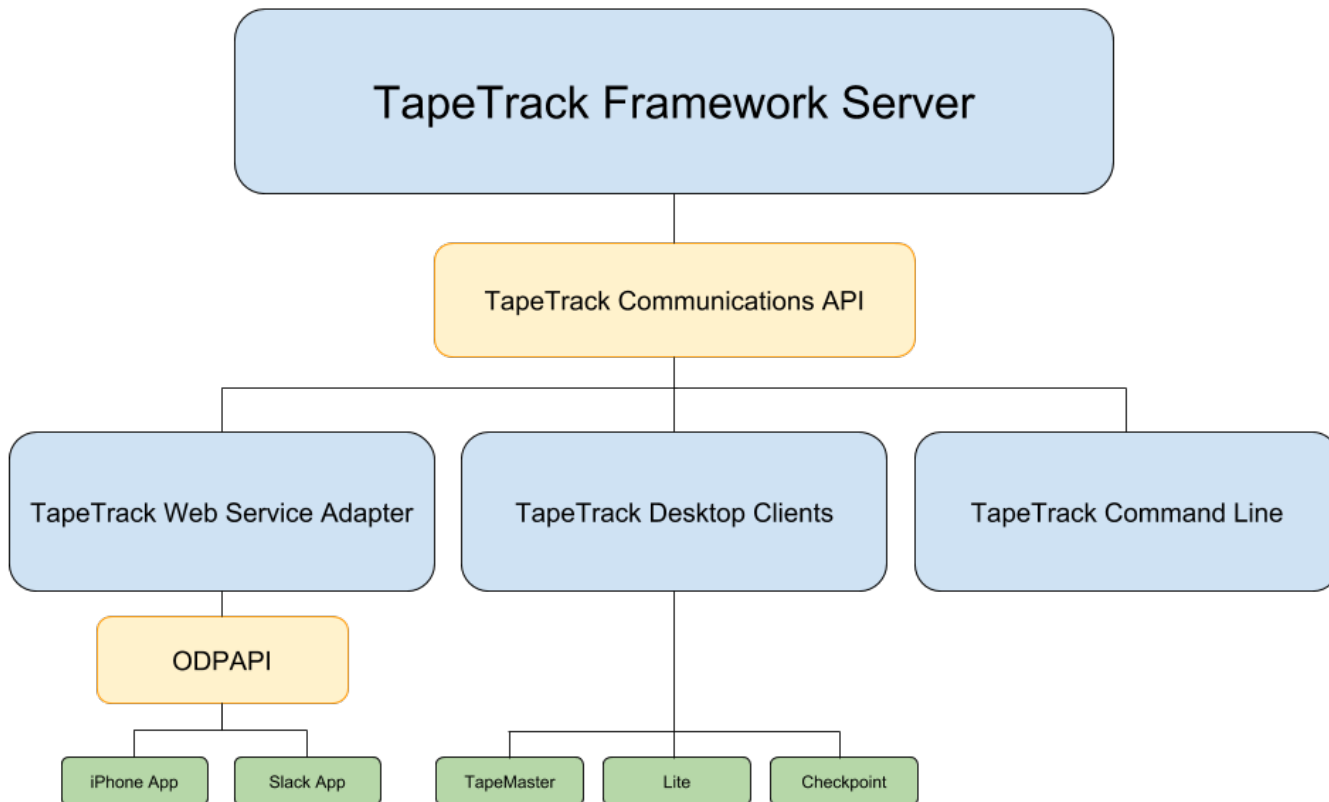 TapeTrack Framework Server
TapeTrack Communications API
TapeTrack Web Service Adapter
TapeTrack Desktop Clients
TapeTrack Command Line
ODPAPI
iPhone App
Slack App
TapeMaster
Lite
Checkpoint